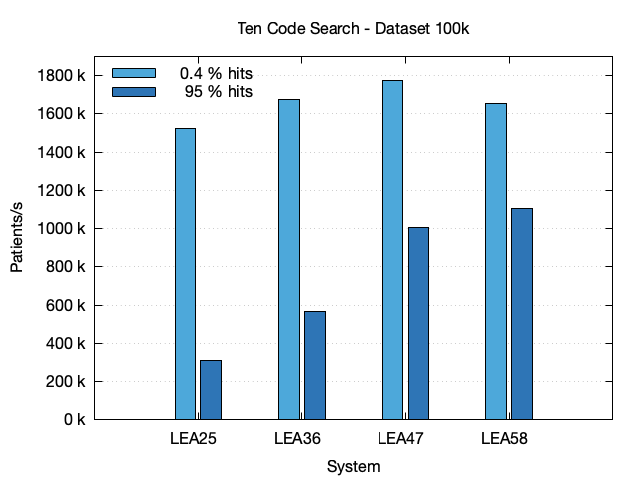 Ten Code Search - Dataset 100k
1800 k
1600 k
1400 k
1200 k
1000 k
800 k
600 k
400 k
200 k
0 k
0.4 % hits
95 % hits
Patients/s
LEA25 LEA36 LEA47 LEA58
System